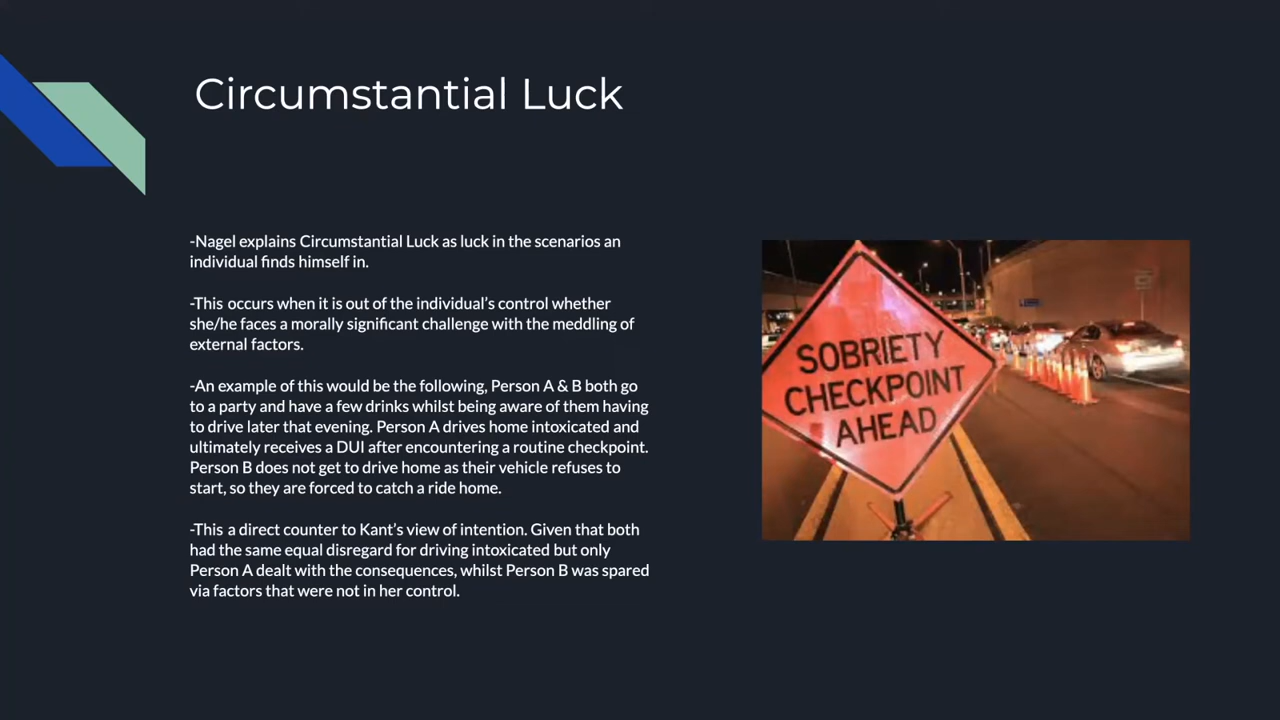 Circumstantial Luck
-Nagel explains Circumstantial Luck as luck in the scenarios an
individual finds himself in.
-This occurs when it is out of the individual's control whether
she/he faces a morally significant challenge with the meddling of
external factors.
-An example of this would be the following, Person A & B both go
to a party and have a few drinks whilst being aware of them having
to drive later that evening. Person A drives home intoxicated and
ultimately receives a DUI after encountering a routine checkpoint.
Person B does not get to drive home as their vehicle refuses to
start, so they are forced to catch a ride home.
-This a direct counter to Kant's view of intention. Given that both
had the same equal disregard for driving intoxicated but only
Person A dealt with the consequences, whilst Person B was spared
via factors that were not in her control.
SOBRIETY
CHECKPOINT
AHEAD